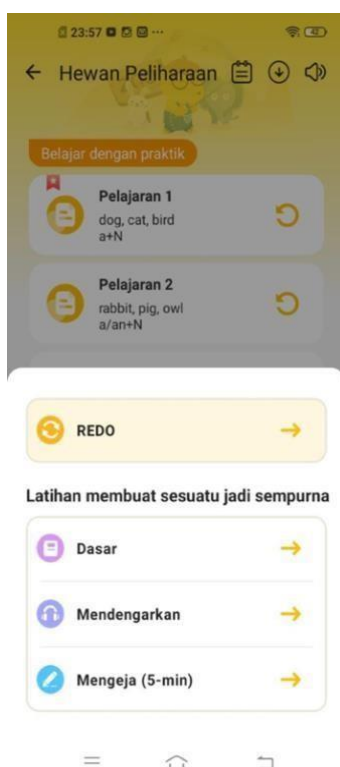 23:57
Hewan Peliharaan
Belajar dengan praktik
Pelajaran 1
dog, cat, bird
a+N
Pelajaran 2
rabbit, pig, owl
a/an+N
REDO
Latihan membuat sesuatu jadi sempurna
Dasar
Mendengarkan
Mengeja (5-min)